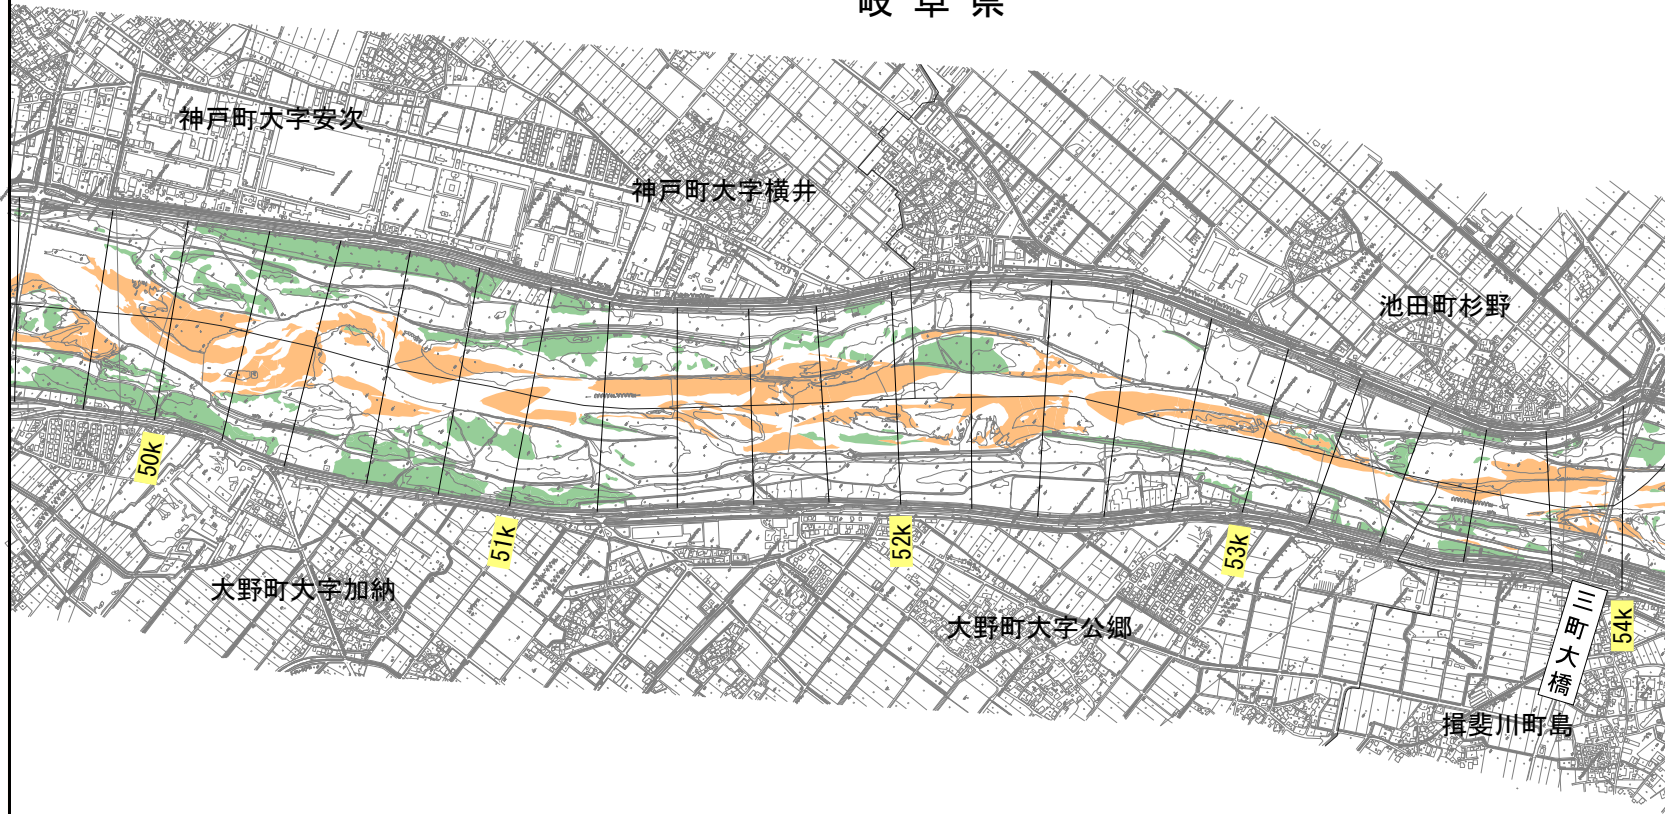 岐阜県
神戸町大字安次
神戸町大字横井
池田町杉野
50k
51k
52k
53k
54k
大野町大字加納
大野町大字公郷
三町大橋
揖斐川町島